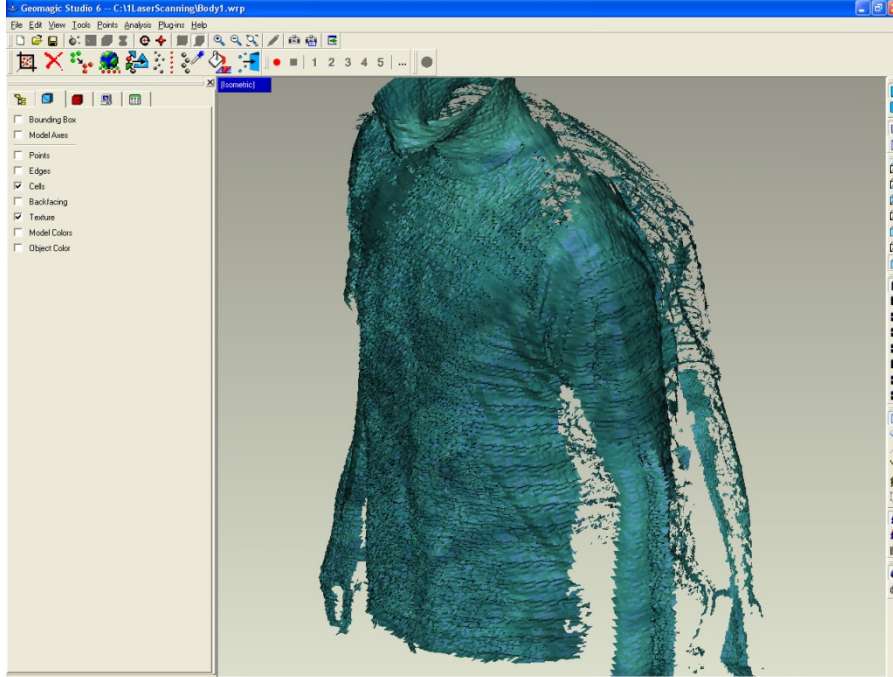 Geomagic Studio 6 -- C:\1LaserScanning\Body1.wrp
File Edit View Tools Points Analysis Plug-ins Help
1 2 3 4 5 ...
(Isometric)
Bounding Box
Model Axes
Points
Edges
Cells
Backfacing
Texture
Model Colors
Object Color